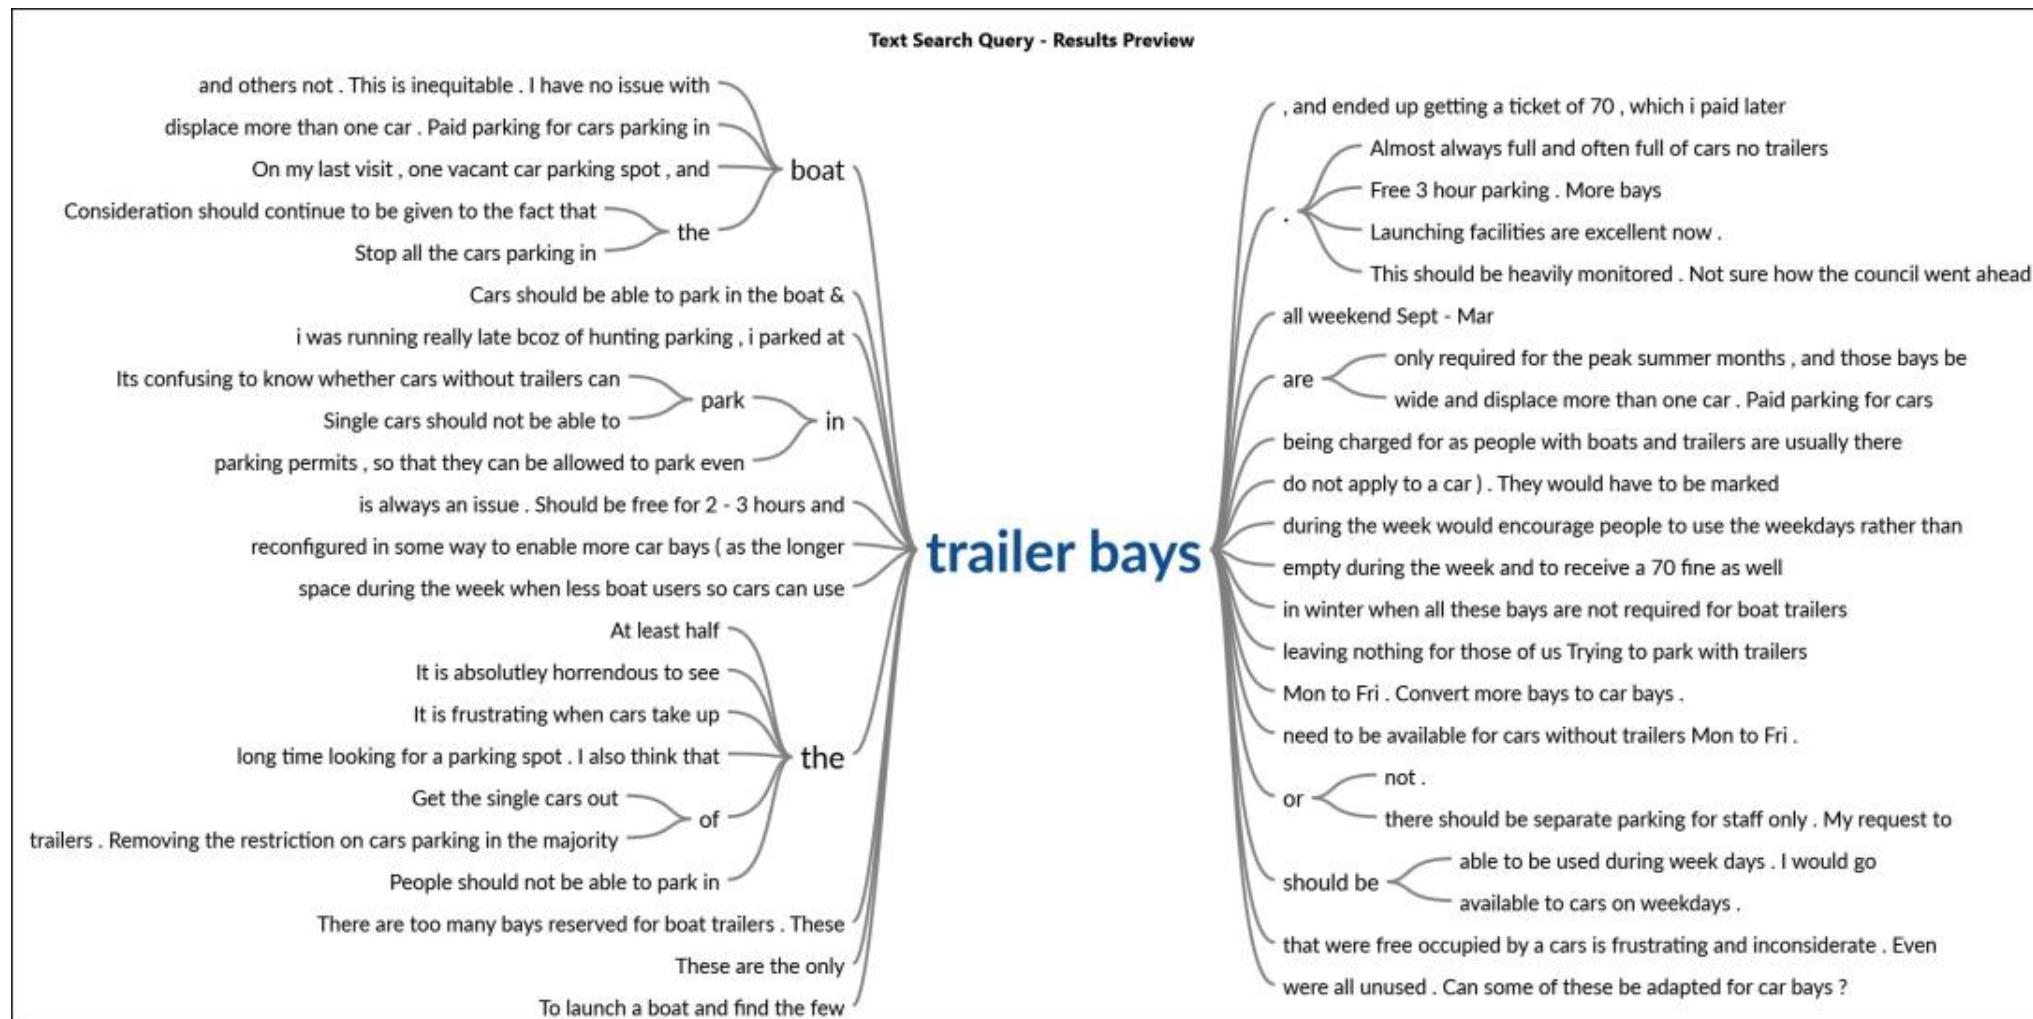 Text Search Query - Results Preview
and others not . This is inequitable . I have no issue with
displace more than one car . Paid parking for cars parking in
On my last visit , one vacant car parking spot , and
boat
Consideration should continue to be given to the fact that
the
Stop all the cars parking in
Cars should be able to park in the boat &
i was running really late bcoz of hunting parking , i parked at
Its confusing to know whether cars without trailers can
park
Single cars should not be able to
in
parking permits , so that they can be allowed to park even
is always an issue . Should be free for 2 - 3 hours and
reconfigured in some way to enable more car bays ( as the longer
space during the week when less boat users so cars can use
At least half
It is absolutley horrendous to see
It is frustrating when cars take up
long time looking for a parking spot . I also think that
the
Get the single cars out
of
trailers . Removing the restriction on cars parking in the majority
People should not be able to park in
There are too many bays reserved for boat trailers . These
These are the only
To launch a boat and find the few
trailer bays
, and ended up getting a ticket of 70 , which i paid later
Almost always full and often full of cars no trailers
Free 3 hour parking . More bays
.
Launching facilities are excellent now .
This should be heavily monitored . Not sure how the council went ahead
all weekend Sept - Mar
only required for the peak summer months , and those bays be
are
wide and displace more than one car . Paid parking for cars
being charged for as people with boats and trailers are usually there
do not apply to a car ) . They would have to be marked
during the week would encourage people to use the weekdays rather than
empty during the week and to receive a 70 fine as well
in winter when all these bays are not required for boat trailers
leaving nothing for those of us Trying to park with trailers
Mon to Fri . Convert more bays to car bays .
need to be available for cars without trailers Mon to Fri .
not .
or
there should be separate parking for staff only . My request to
able to be used during week days . I would go
should be
available to cars on weekdays .
that were free occupied by a cars is frustrating and inconsiderate . Even
were all unused . Can some of these be adapted for car bays ?